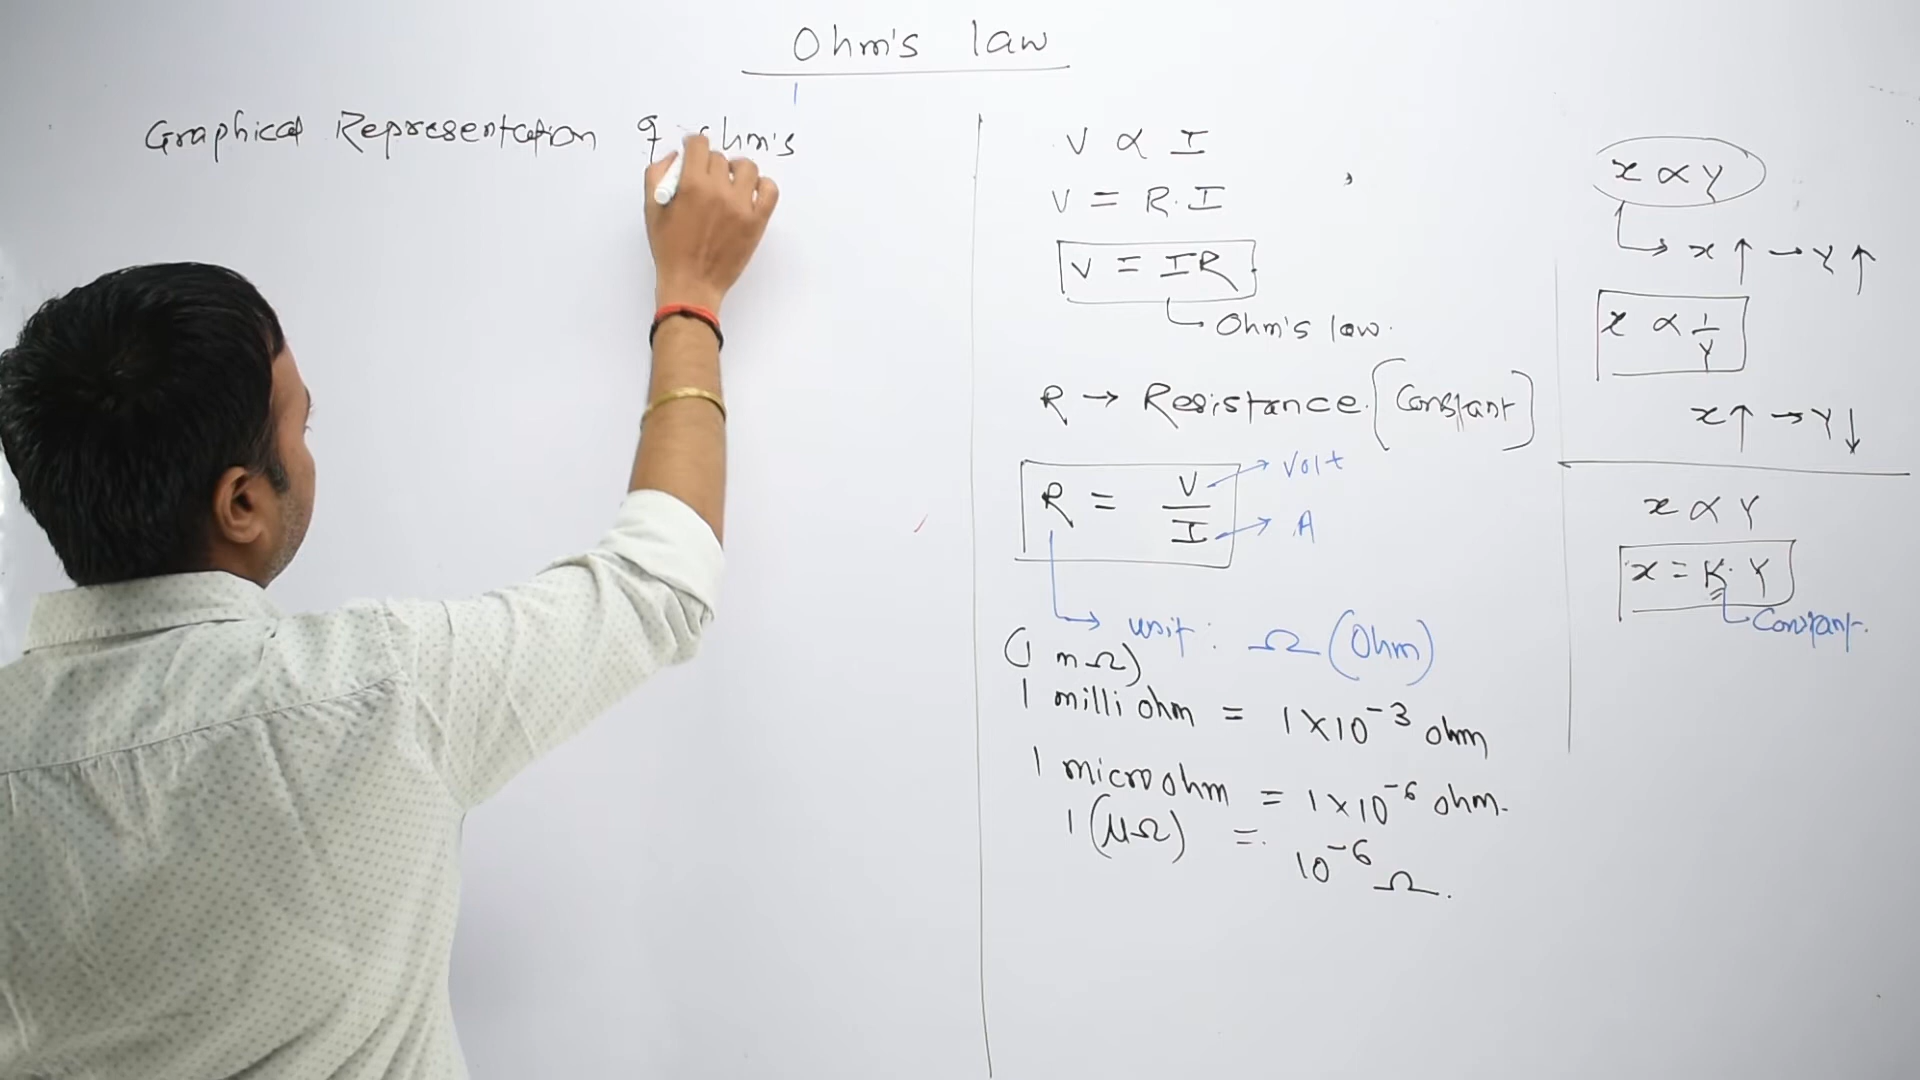 Ohm's law
Graphical Representation of ohm's
V ∝ I
V = R.I
V = IR
Ohm's law.
R → Resistance. [Constant]
R = V/I
Volt
A
unit: Ω (Ohm)
(1 mΩ)
1 milli ohm = 1×10⁻³ ohm
1 micro ohm = 1×10⁻⁶ ohm.
1 (μΩ) = 10⁻⁶ Ω.
x ∝ Y
x ↑ → Y ↑
x ∝ 1/Y
x ↑ → Y ↓
x ∝ Y
x = K. Y
Constant.